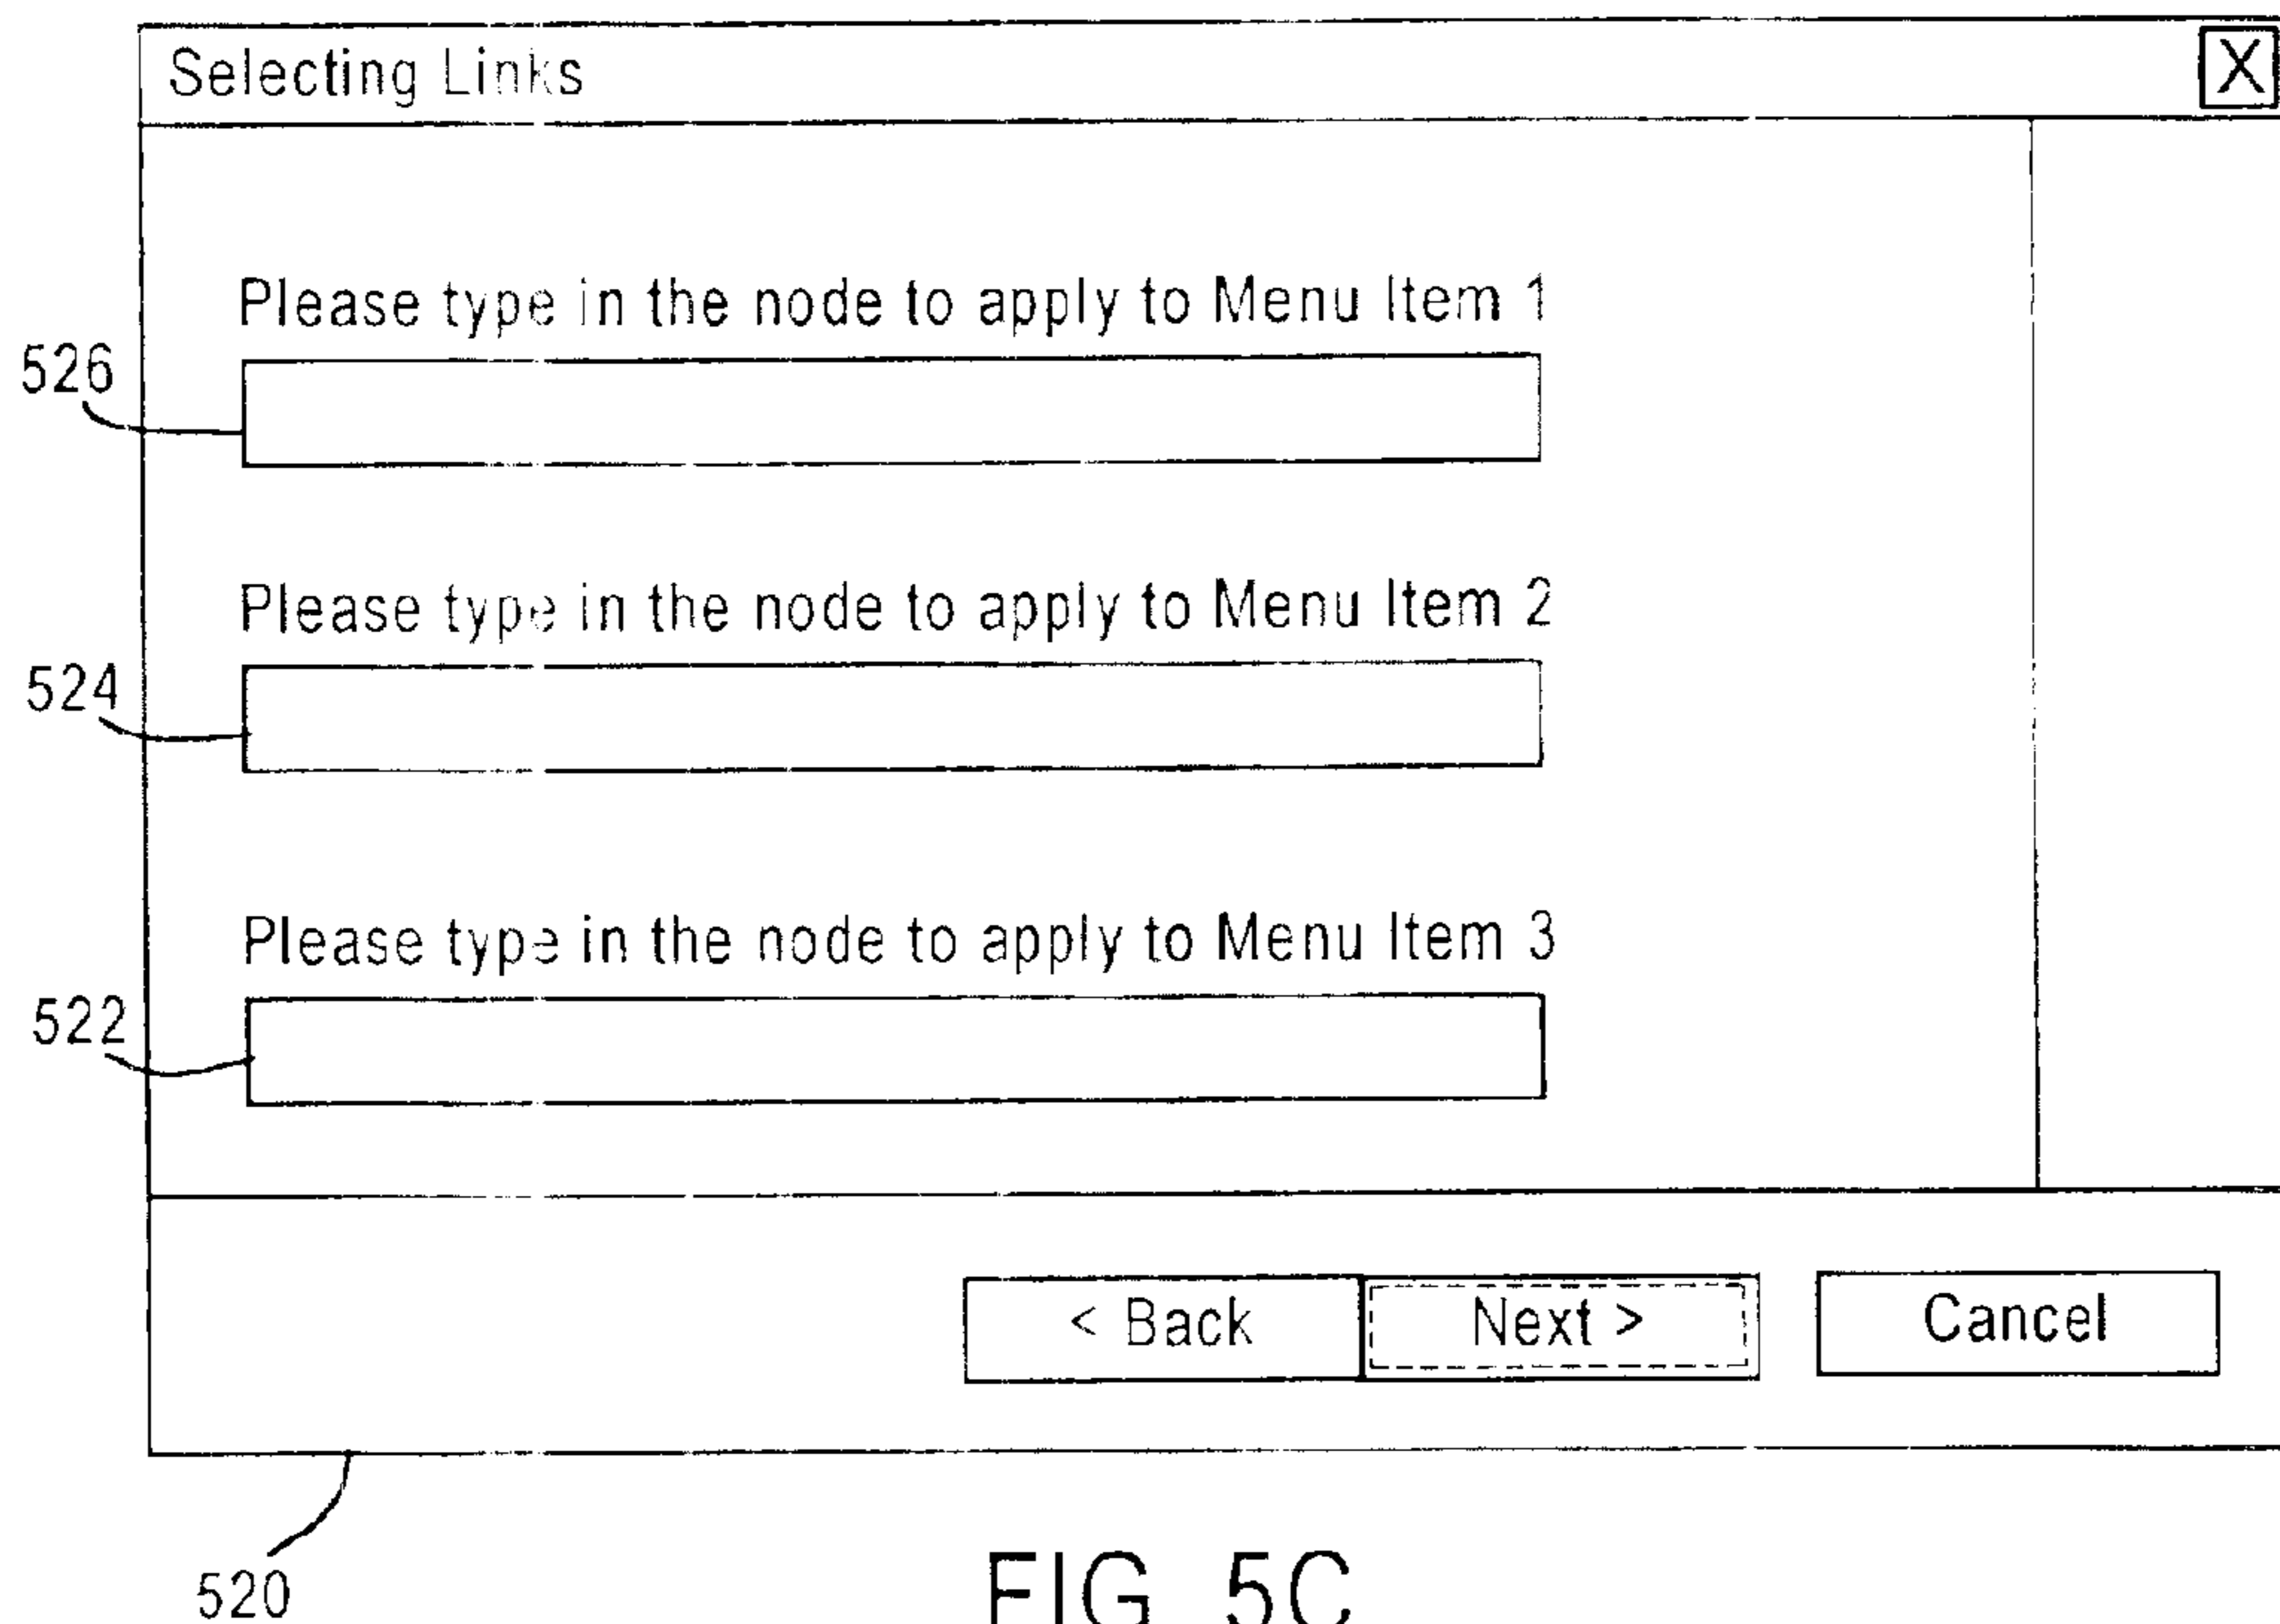 Selecting Links X
Please type in the node to apply to Menu Item 1
526
Please type in the node to apply to Menu Item 2
524
Please type in the node to apply to Menu Item 3
522
< Back Next > Cancel
520
FIG 5C